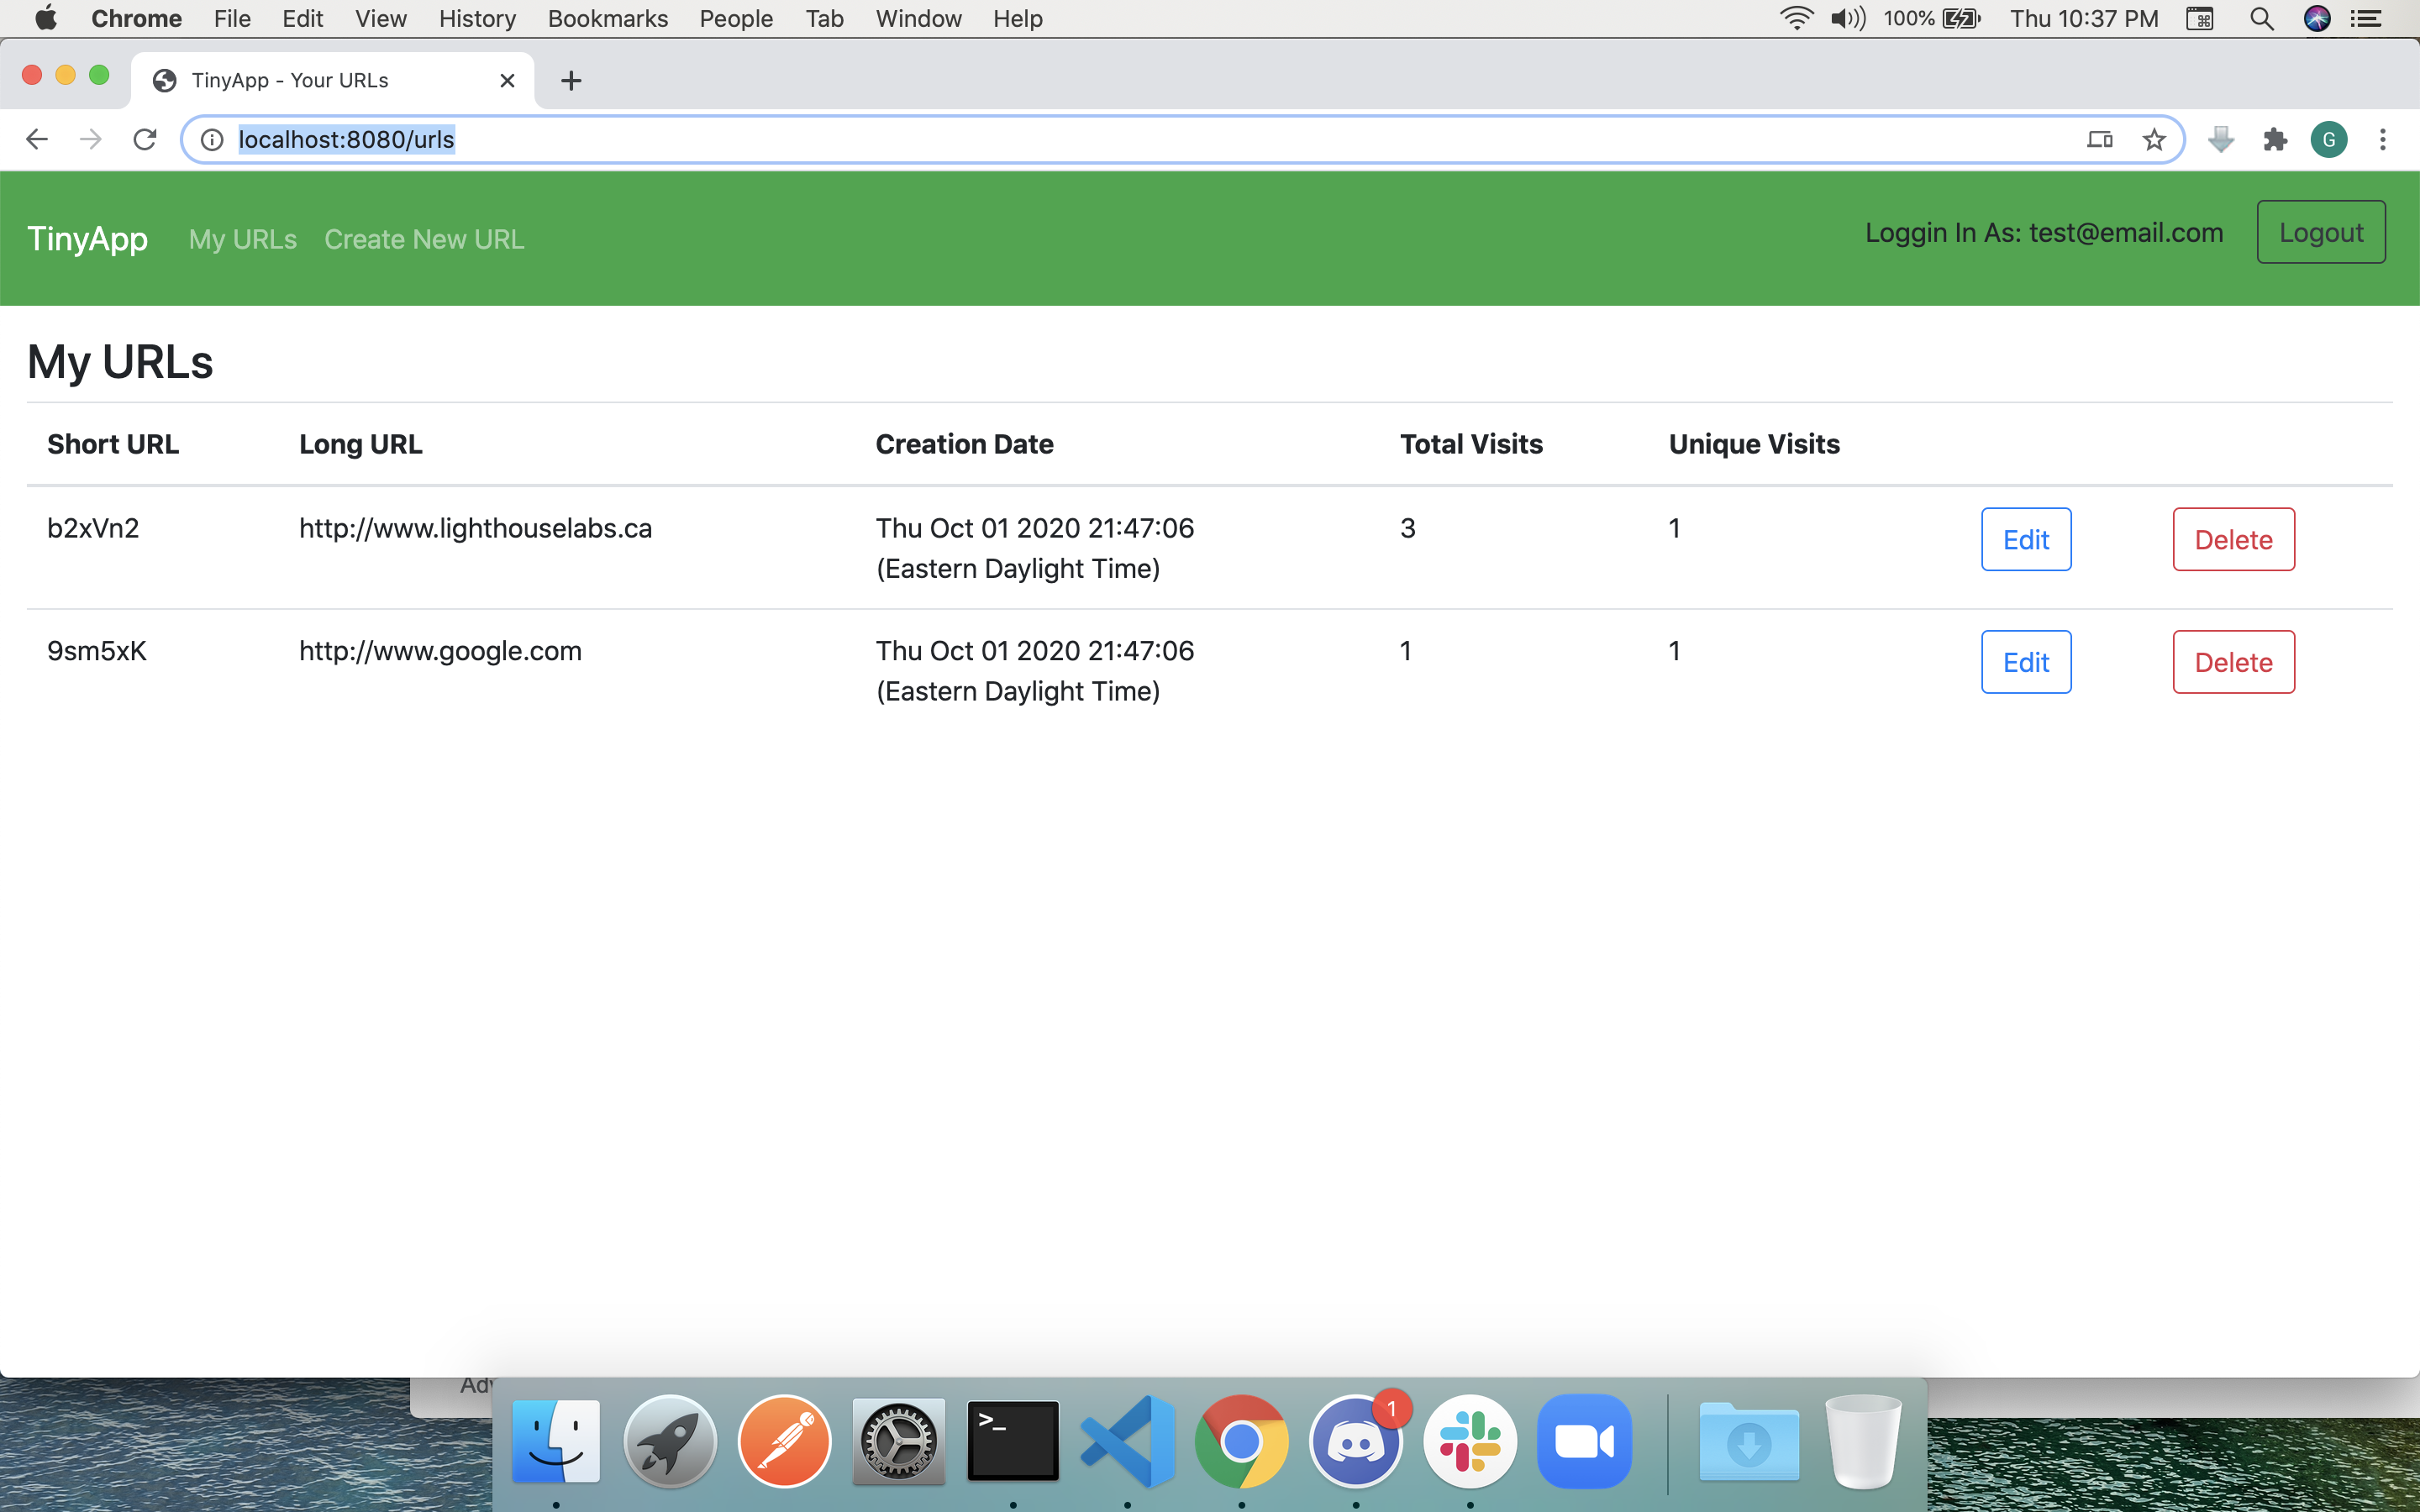 Chrome File Edit View History Bookmarks People Tab Window Help 100% Thu 10:37 PM
TinyApp - Your URLs
localhost:8080/urls
G
TinyApp My URLs Create New URL Loggin In As: test@email.com Logout
My URLs
Short URL Long URL Creation Date Total Visits Unique Visits
b2xVn2 http://www.lighthouselabs.ca Thu Oct 01 2020 21:47:06 3 1 Edit Delete
(Eastern Daylight Time)
9sm5xK http://www.google.com Thu Oct 01 2020 21:47:06 1 1 Edit Delete
(Eastern Daylight Time)
1
>_